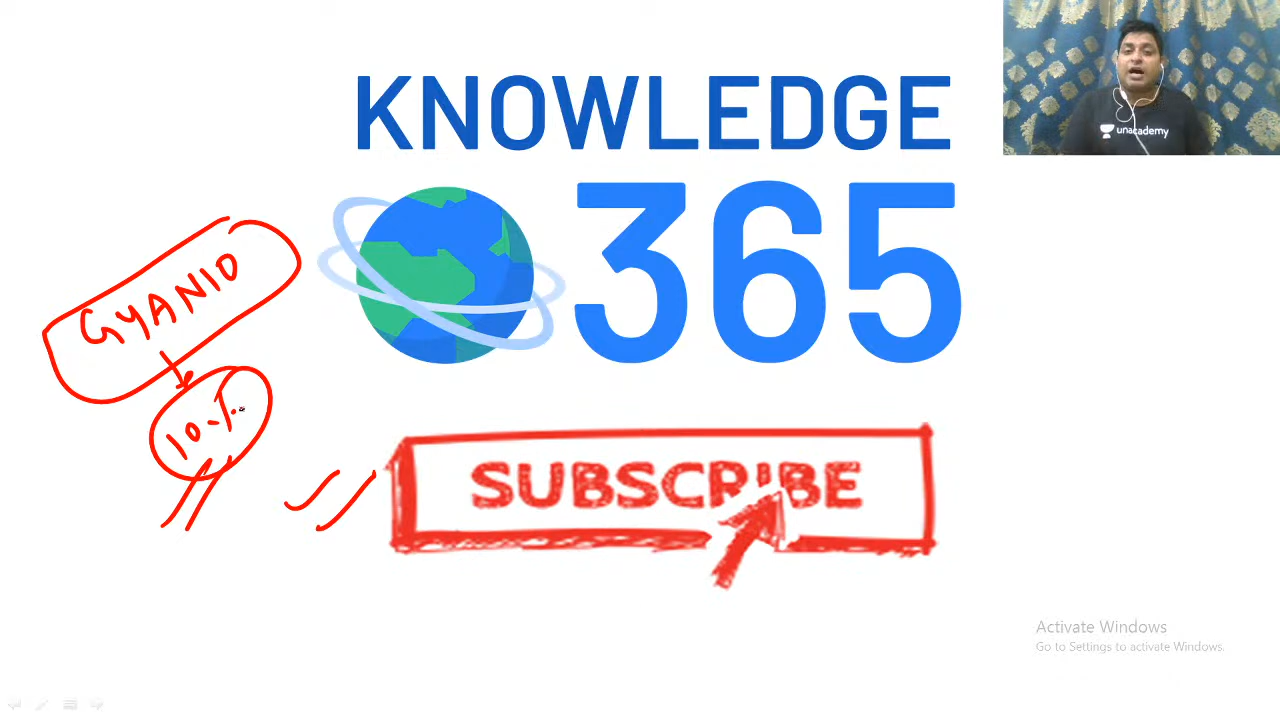 KNOWLEDGE
365
unacademy
GYANIO
10%
SUBSCRIBE
Activate Windows
Go to Settings to activate Windows.